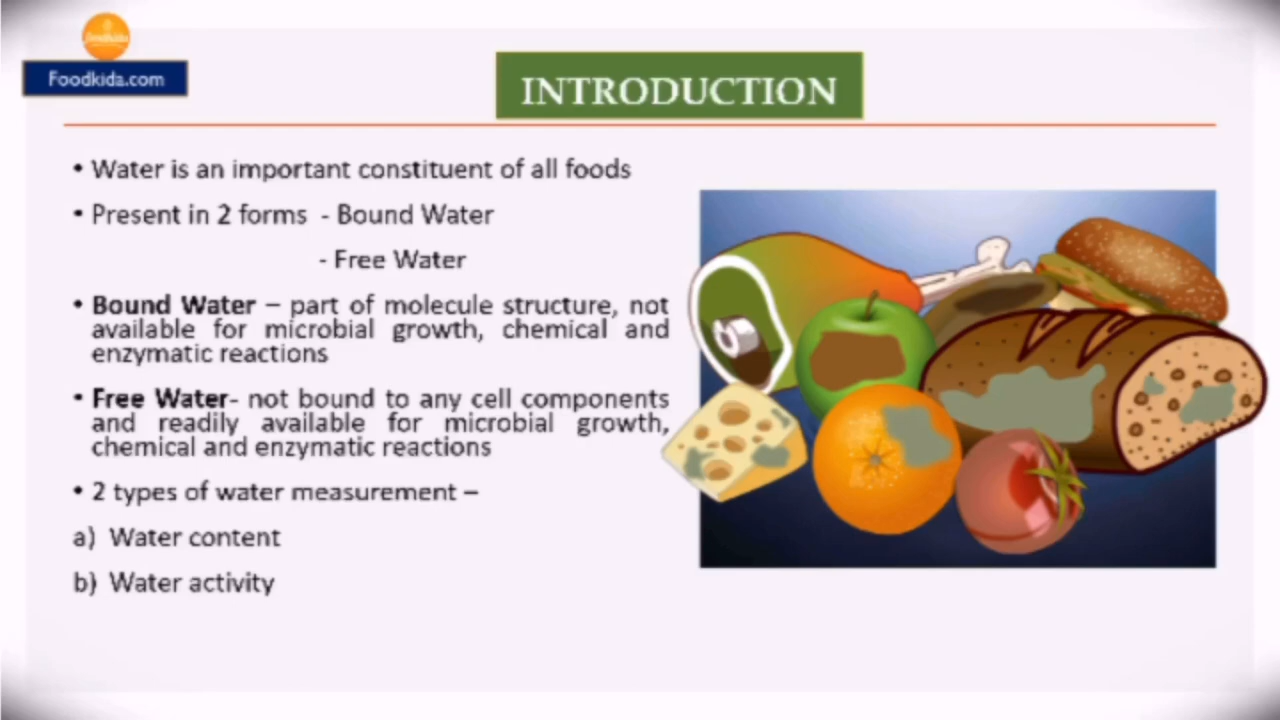 Foodkida.com
INTRODUCTION
• Water is an important constituent of all foods
• Present in 2 forms - Bound Water
- Free Water
• Bound Water – part of molecule structure, not
available for microbial growth, chemical and
enzymatic reactions
• Free Water- not bound to any cell components
and readily available for microbial growth,
chemical and enzymatic reactions
• 2 types of water measurement –
a) Water content
b) Water activity